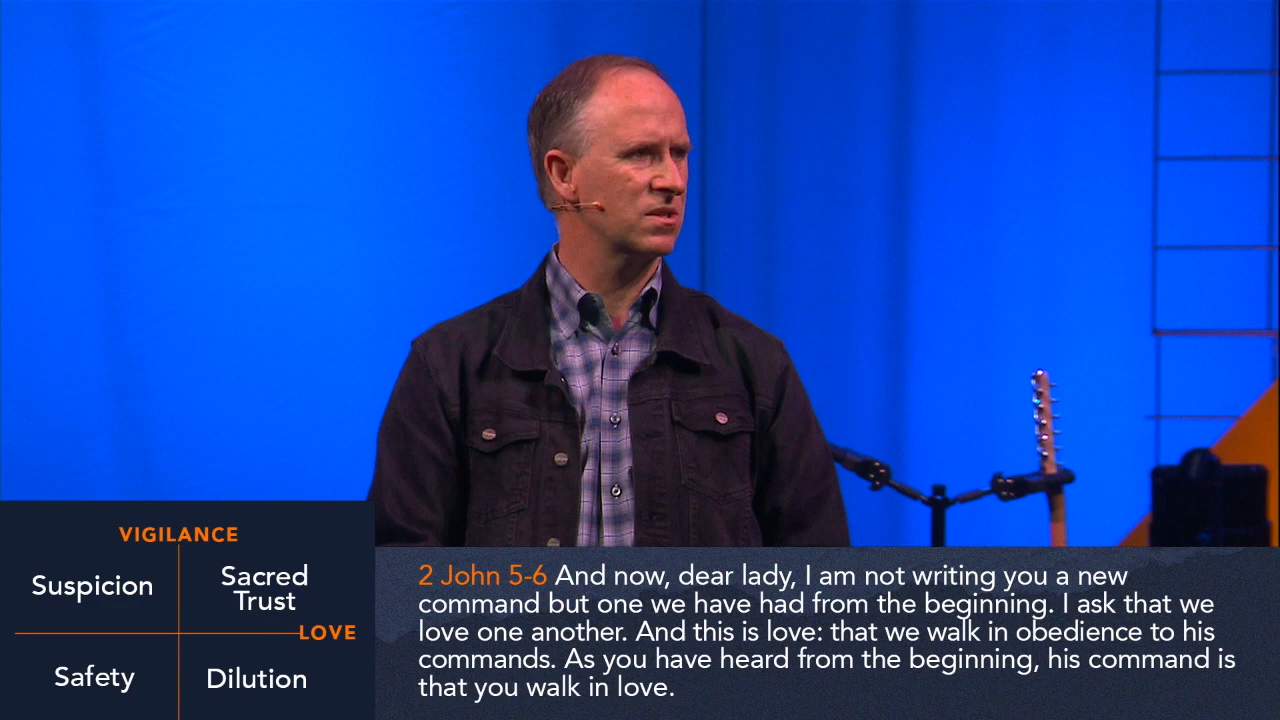 VIGILANCE
Suspicion
Sacred
Trust
LOVE
Safety
Dilution
2 John 5-6 And now, dear lady, I am not writing you a new
command but one we have had from the beginning. I ask that we
love one another. And this is love: that we walk in obedience to his
commands. As you have heard from the beginning, his command is
that you walk in love.